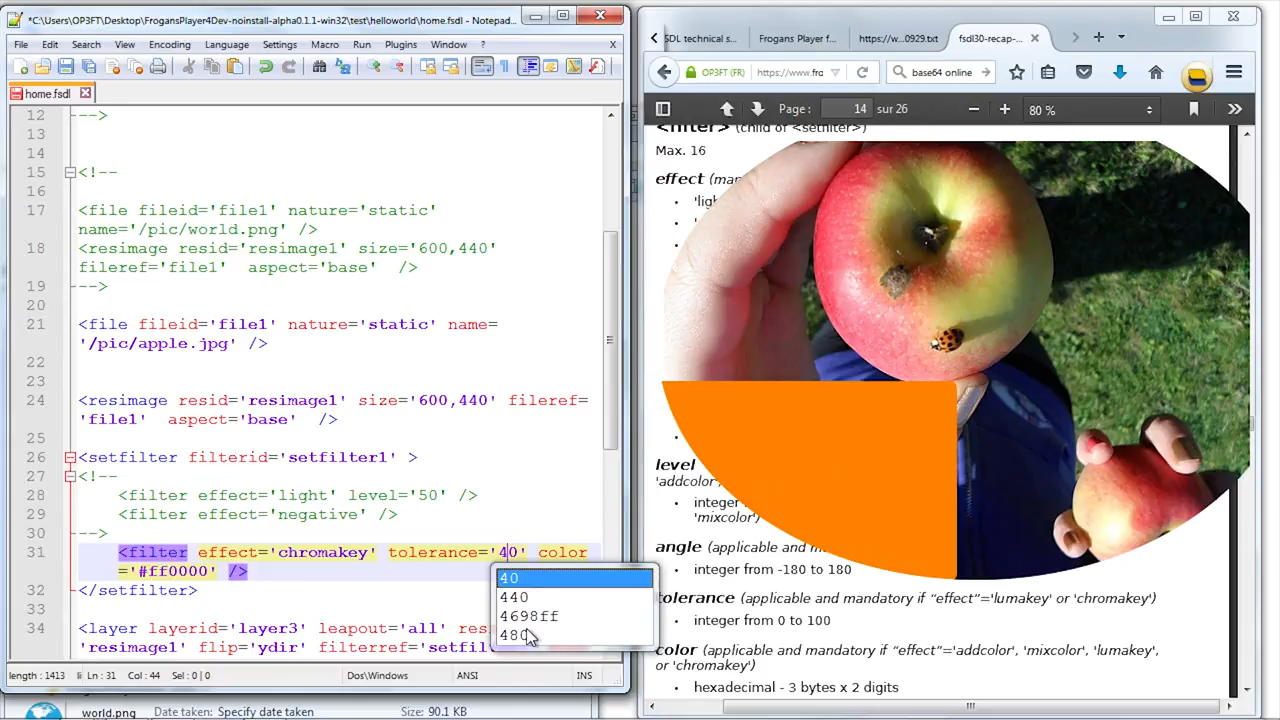 *C:\Users\OP3FT\Desktop\FrogansPlayer4Dev-noinstall-alpha0.1.1-win32\test\helloworld\home.fsdl - Notepad...
File Edit Search View Encoding Language Settings Macro Run Plugins Window ? X
home.fsdl
12 -->
13
14
15 <!--
16
17 <file fileid='file1' nature='static'
name='/pic/world.png' />
18 <resimage resid='resimage1' size='600,440'
fileref='file1' aspect='base' />
19 -->
20
21 <file fileid='file1' nature='static' name=
'/pic/apple.jpg' />
22
23
24 <resimage resid='resimage1' size='600,440' fileref=
'file1' aspect='base' />
25
26 <setfilter filterid='setfilter1' >
27 <!--
28 <filter effect='light' level='50' />
29 <filter effect='negative' />
30 -->
31 <filter effect='chromakey' tolerance='40' color
='#ff0000' />
32 </setfilter>
33
34 <layer layerid='layer3' leapout='all' res
'resimage1' flip='ydir' filterref='setfil
40
440
4698ff
480
length : 1413 li Ln : 31 Col : 44 Sel : 0 | 0 Dos\Windows ANSI INS
world.png Date taken: Specify date taken Size: 90.1 KB
SDL technical s... Frogans Player f... https://w...0929.txt fsdl30-recap-...
OP3FT (FR) https://www.fro base64 online
Page : 14 sur 26 80 %
<filter> (child of <setfilter>)
Max. 16
effect (man
'ligh
level
'addcolor'
integer
'mixcolor')
angle (applicable and m
integer from -180 to 180
tolerance (applicable and mandatory if "effect"='lumakey' or 'chromakey')
integer from 0 to 100
color (applicable and mandatory if "effect"='addcolor', 'mixcolor', 'lumakey',
or 'chromakey')
hexadecimal - 3 bytes x 2 digits